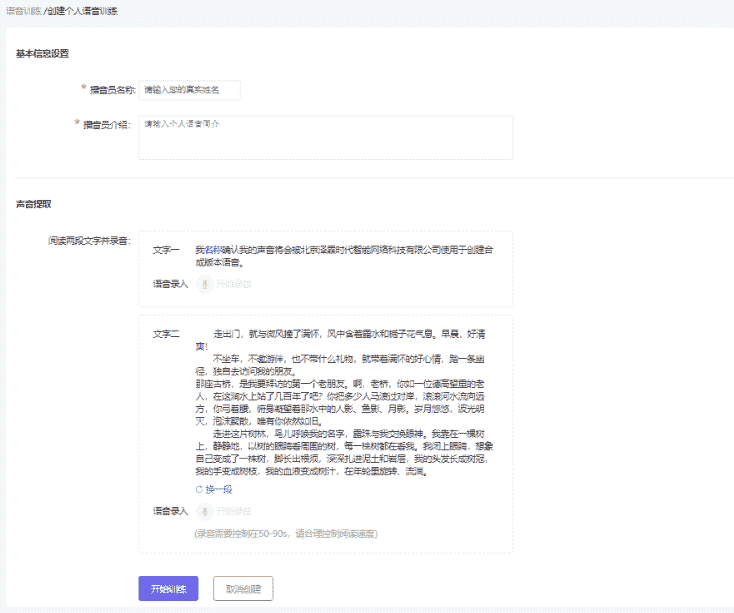 语音训练 /创建个人语音训练
基本信息设置
* 播音员名称: 请输入您的真实姓名
* 播音员介绍: 请输入个人语音简介
声音提取
阅读两段文字并录音:
文字一 我名称确认我的声音将会被北京泽霖时代智能网络科技有限公司使用于创建合
成版本语音。
语音录入 开始录音
文字二 走出门，就与微风撞了满怀，风中含着露水和栀子花气息。早晨，好清
爽！
不坐车，不邀游伴，也不带什么礼物，就带着满怀的好心情，踏一条幽
径，独自去访问我的朋友。
那座古桥，是我要拜访的第一个老朋友。啊，老桥，你如一位德高望重的老
人，在这涧水上站了几百年了吧？你把多少人马渡过对岸，滚滚河水流向远
方，你弓着腰，俯身凝望着那水中的人影、鱼影、月影。岁月悠悠，波光明
灭，泡沫聚散，唯有你依然如旧。
走进这片树林，鸟儿呼唤我的名字，露珠与我交换眼神。我靠在一棵树
上，静静地，以树的眼睛看周围的树，每一株树都在看我。我闭上眼睛，想象
自己变成了一株树，脚长出根须，深深扎进泥土和岩层，我的头发长成树冠，
我的手变成树枝，我的血液变成树汁，在年轮里旋转、流淌。
换一段
语音录入 开始录音
(录音需要控制在50-90s，请合理控制阅读速度)
开始训练 取消创建